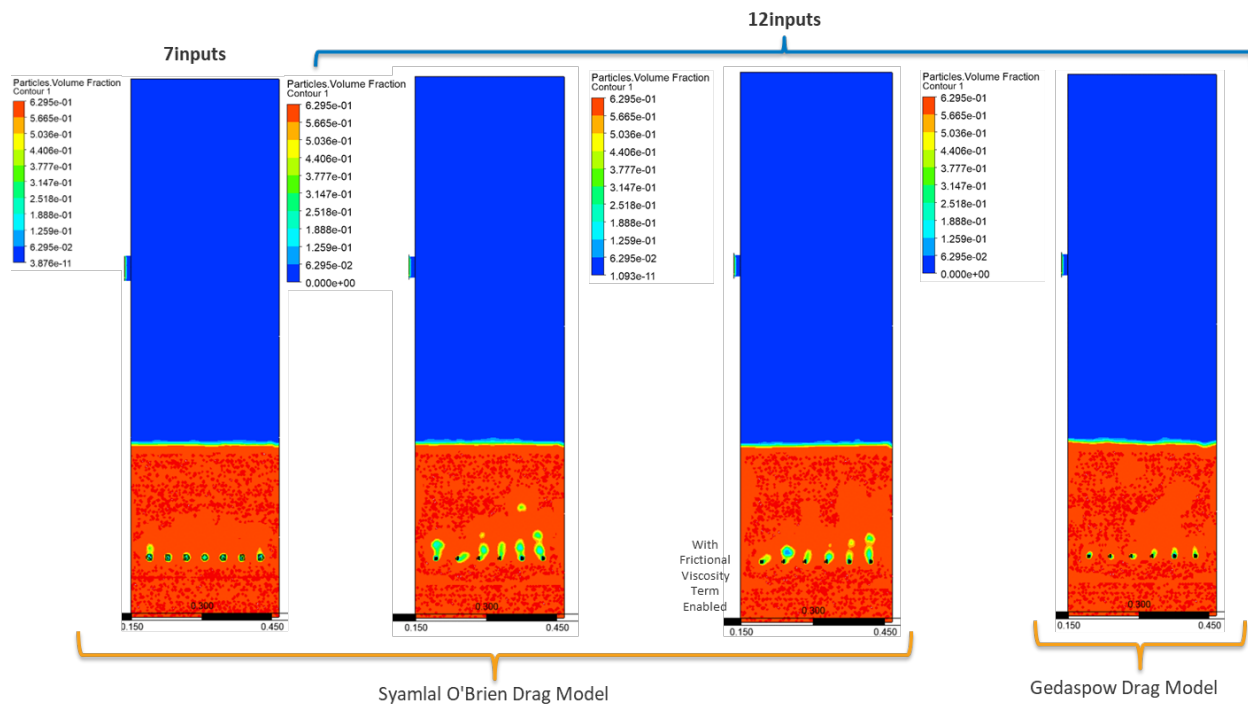 12inputs
7inputs
Particles.Volume Fraction
Contour 1
6.295e-01
5.665e-01
5.036e-01
4.406e-01
3.777e-01
3.147e-01
2.518e-01
1.888e-01
1.259e-01
6.295e-02
3.876e-11
Particles.Volume Fraction
Contour 1
6.295e-01
5.665e-01
5.036e-01
4.406e-01
3.777e-01
3.147e-01
2.518e-01
1.888e-01
1.259e-01
6.295e-02
0.000e+00
Particles.Volume Fraction
Contour 1
6.295e-01
5.665e-01
5.036e-01
4.406e-01
3.777e-01
3.147e-01
2.518e-01
1.888e-01
1.259e-01
6.295e-02
1.093e-11
Particles.Volume Fraction
Contour 1
6.295e-01
5.665e-01
5.036e-01
4.406e-01
3.777e-01
3.147e-01
2.518e-01
1.888e-01
1.259e-01
6.295e-02
0.000e+00
With
Frictional
Viscosity
Term
Enabled
0.300
0.150 0.450
0.300
0.150 0.450
0.300
0.150 0.450
0.300
0.150 0.450
Syamlal O'Brien Drag Model
Gedaspow Drag Model